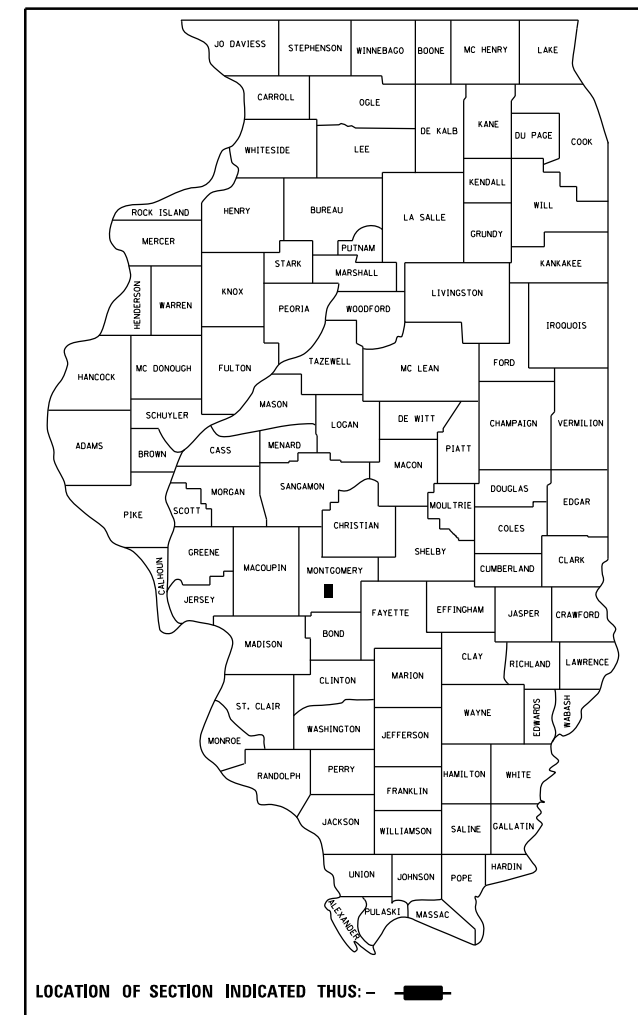 JO DAVIESS STEPHENSON WINNEBAGO BOONE MC HENRY LAKE
CARROLL OGLE DE KALB KANE DU PAGE COOK
WHITESIDE LEE
KENDALL
ROCK ISLAND HENRY BUREAU LA SALLE GRUNDY WILL
MERCER PUTNAM
STARK MARSHALL KANKAKEE
HENDERSON WARREN KNOX PEORIA WOODFORD LIVINGSTON IROQUOIS
HANCOCK MC DONOUGH FULTON TAZEWELL MC LEAN FORD
SCHUYLER MASON LOGAN DE WITT CHAMPAIGN VERMILION
ADAMS BROWN CASS MENARD MACON PIATT
PIKE SCOTT MORGAN SANGAMON MOULTRIE DOUGLAS EDGAR
CHRISTIAN COLES
GREENE MACOUPIN MONTGOMERY SHELBY CUMBERLAND CLARK
CALHOUN JERSEY FAYETTE EFFINGHAM JASPER CRAWFORD
MADISON BOND
CLINTON MARION CLAY RICHLAND LAWRENCE
ST. CLAIR WAYNE EDWARDS WABASH
MONROE WASHINGTON JEFFERSON
RANDOLPH PERRY HAMILTON WHITE
FRANKLIN
JACKSON WILLIAMSON SALINE GALLATIN
UNION JOHNSON POPE HARDIN
ALEXANDER PULASKI MASSAC
LOCATION OF SECTION INDICATED THUS: –